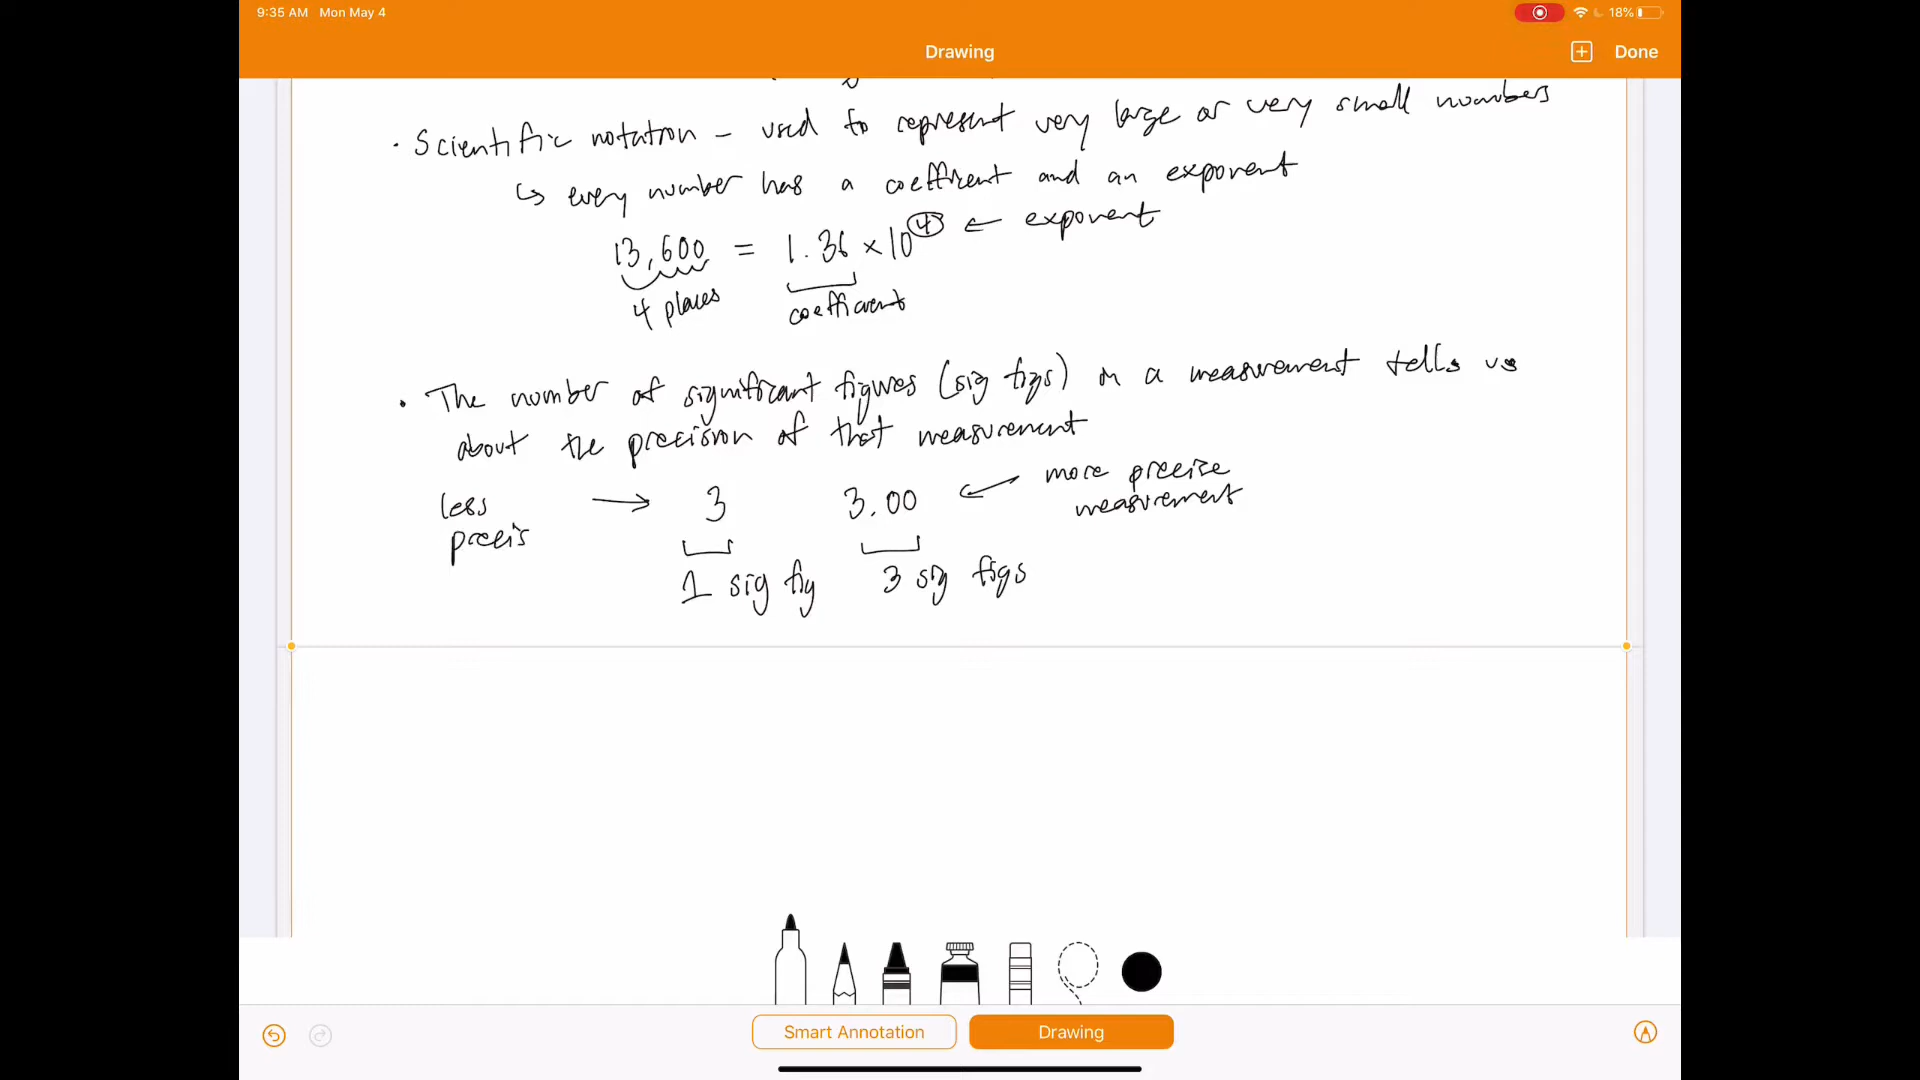 9:35 AM Mon May 4
18%
Drawing
Done
• Scientific notation – used to represent very large or very small numbers
↳ every number has a coefficient and an exponent
13,600 = 1.36 × 10④ ← exponent
4 places
coefficient
• The number of significant figures (sig figs) in a measurement tells us
about the precision of that measurement
less → 3 3.00 ← more precise
precis measurement
1 sig fig 3 sig figs
Smart Annotation Drawing